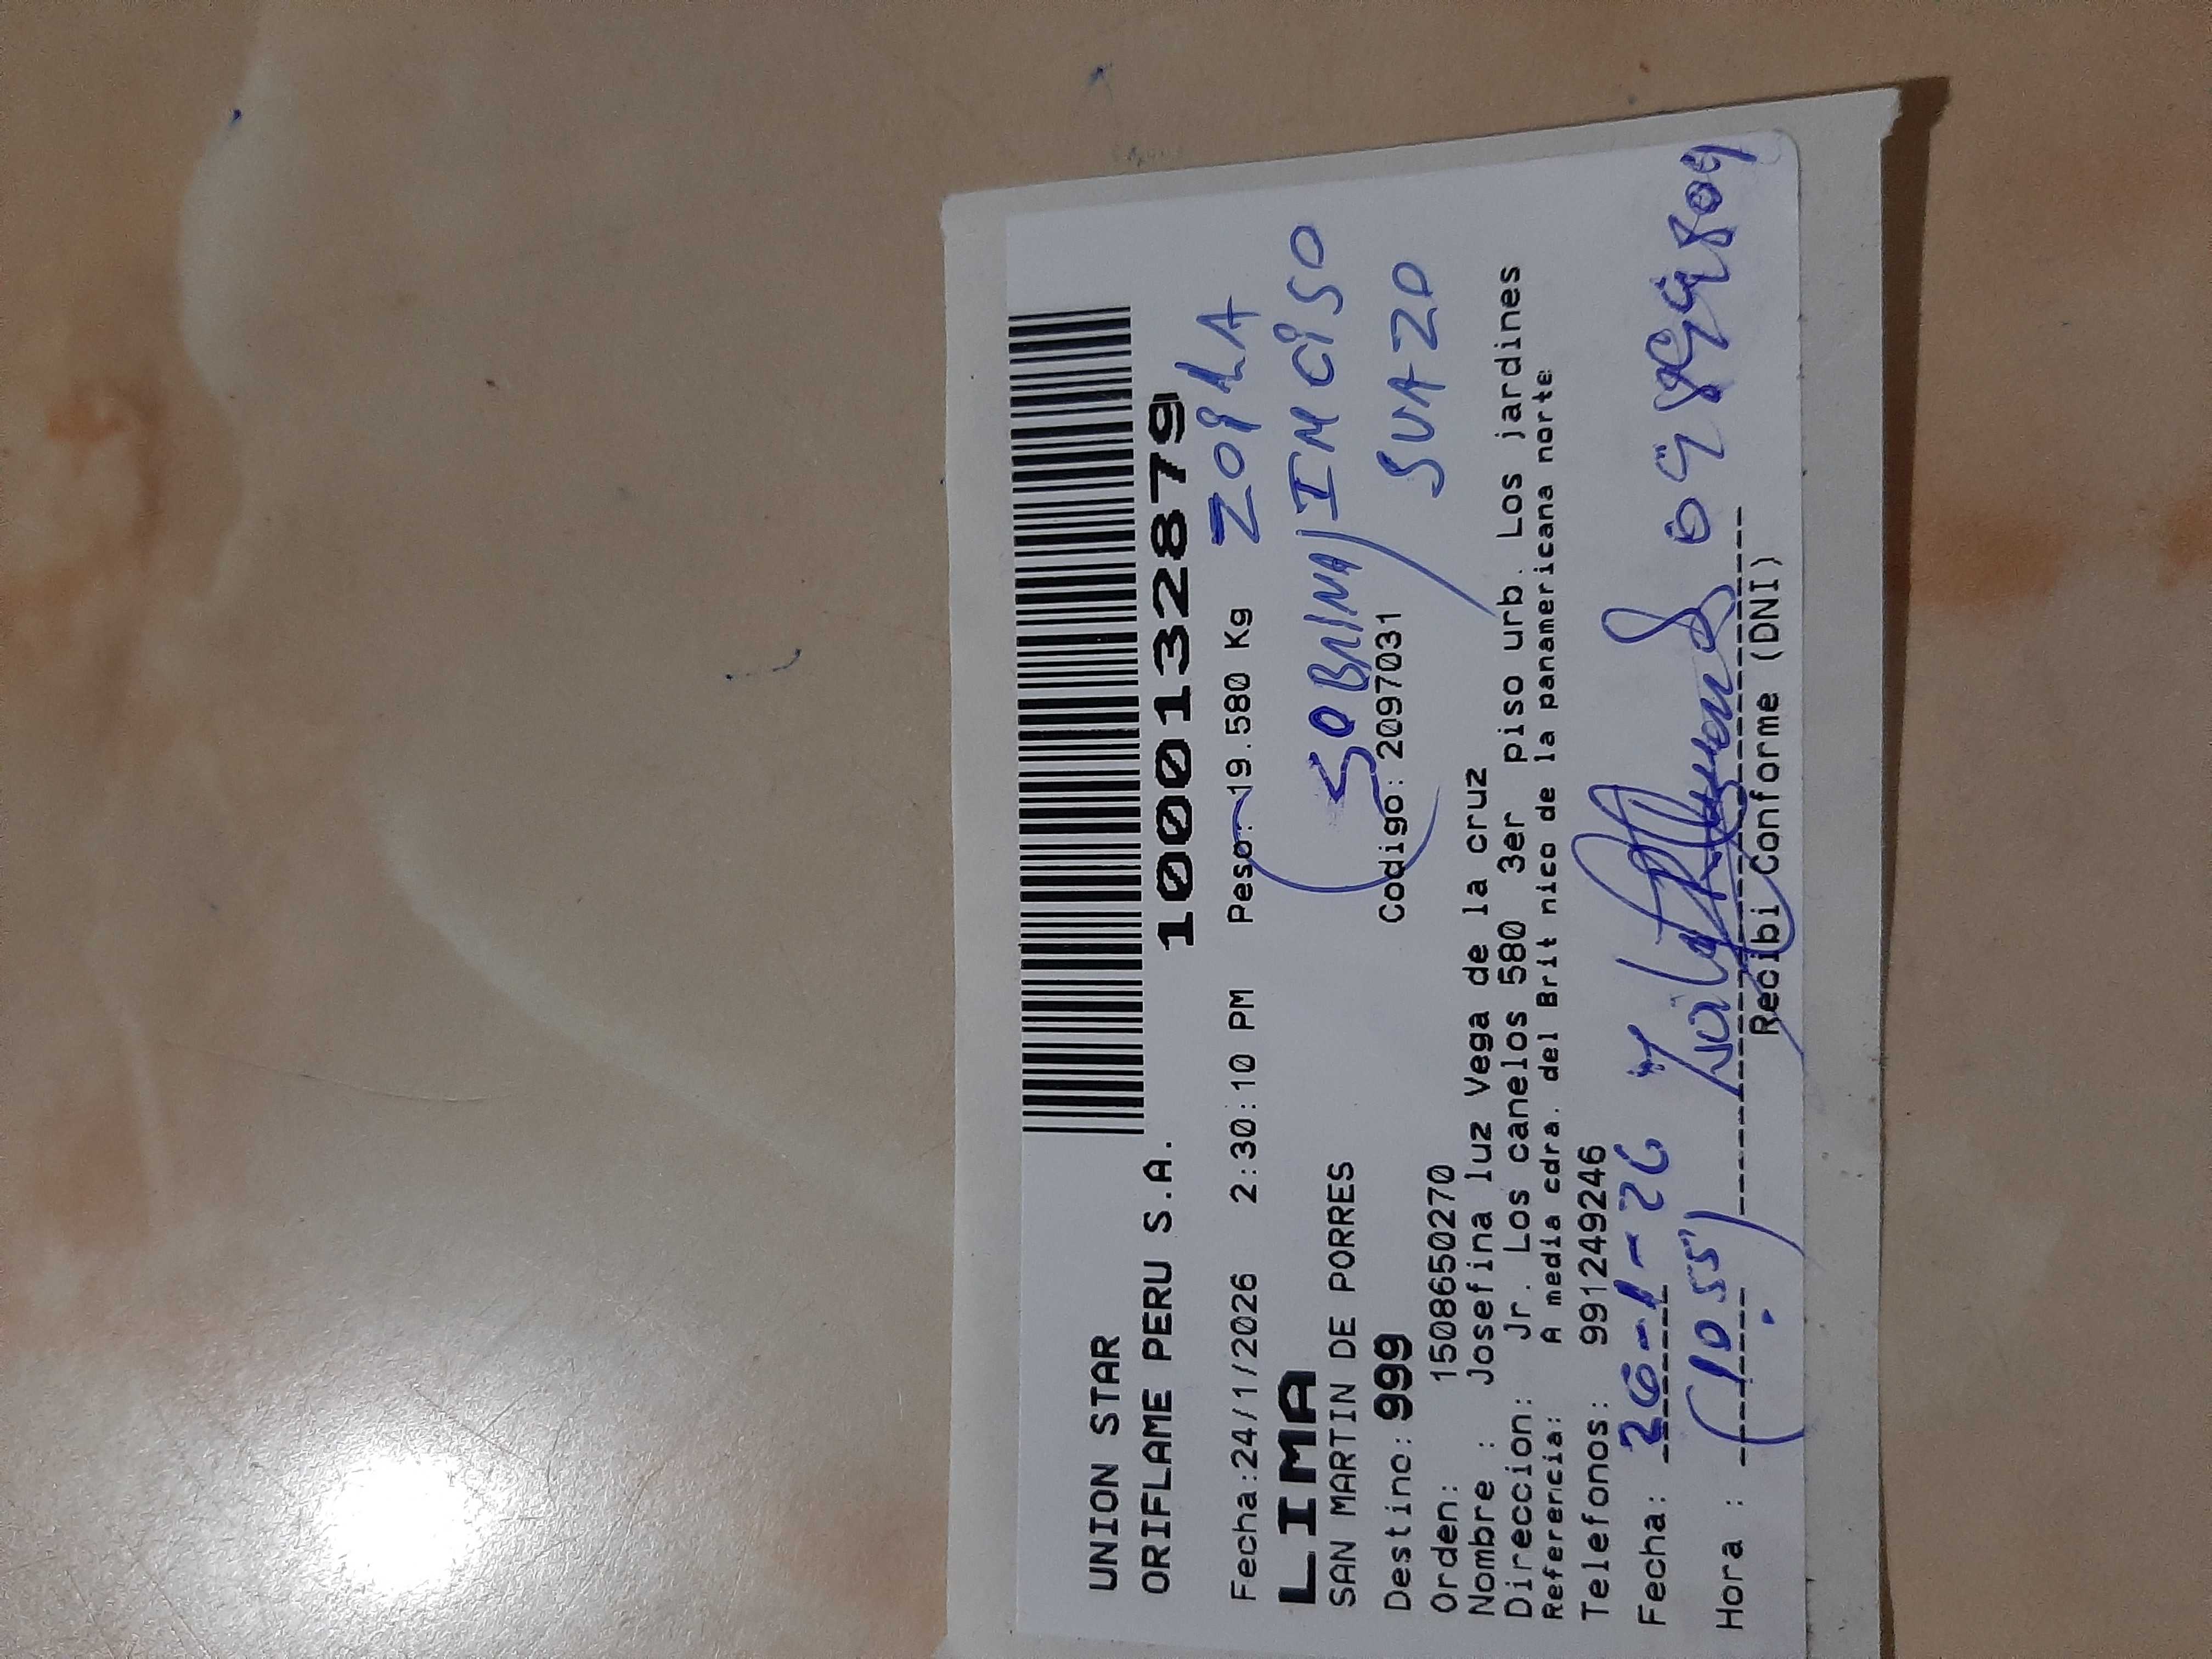 UNION STAR
ORIFLAME PERU S.A.
1000132879
Fecha:24/1/2026 2:30:10 PM Peso: 19.580 Kg
ZOILA
LIMA
(SOBRINA) INCISO
SAN MARTIN DE PORRES
SUAZO
Destino: 999 Codigo: 2097031
Orden: 15086650270
Nombre : Josefina luz Vega de la cruz
Direccion: Jr. Los canelos 580 3er piso urb. Los jardines
Referencia: A media cdra. del Brit nico de la panamericana norte
Telefonos: 991249246
Fecha: 26-1-26
Hora : (10 55)
Recibi Conforme (DNI)